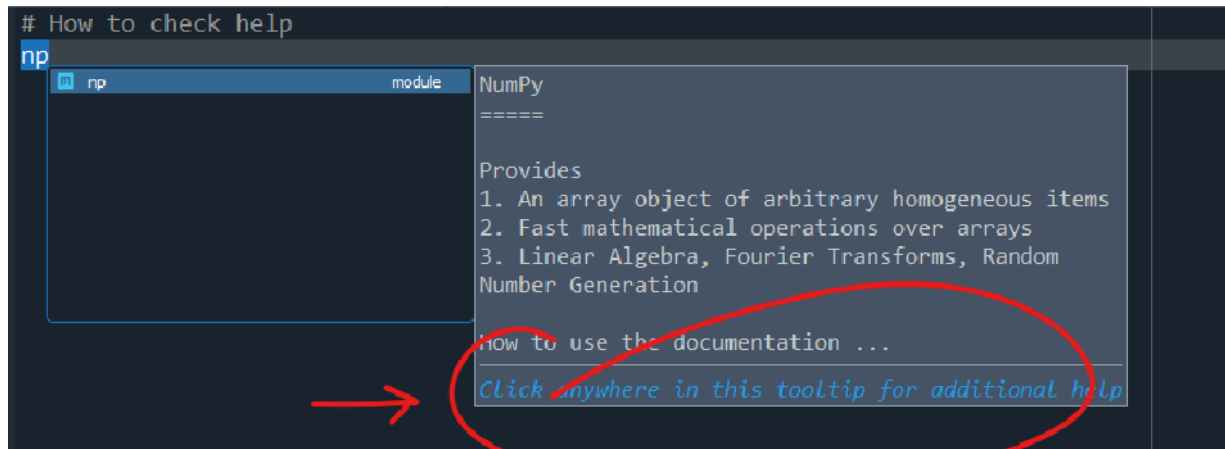 # How to check help
np
np module
NumPy
=====
Provides
1. An array object of arbitrary homogeneous items
2. Fast mathematical operations over arrays
3. Linear Algebra, Fourier Transforms, Random
Number Generation
How to use the documentation ...
Click anywhere in this tooltip for additional help